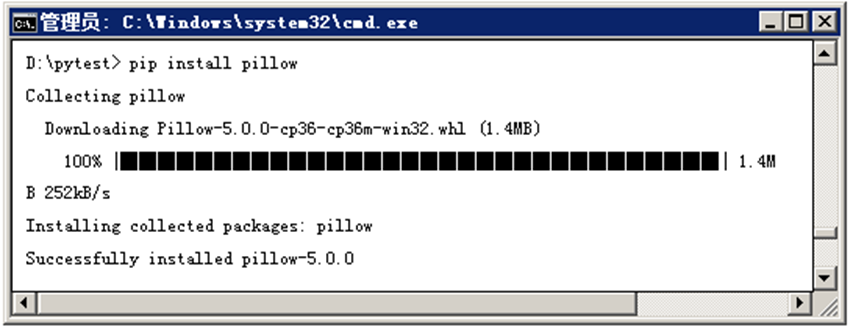 管理员: C:\Windows\system32\cmd.exe
D:\pytest> pip install pillow
Collecting pillow
Downloading Pillow-5.0.0-cp36-cp36m-win32.whl (1.4MB)
100% |████████████████████████████████| 1.4M
B 252kB/s
Installing collected packages: pillow
Successfully installed pillow-5.0.0